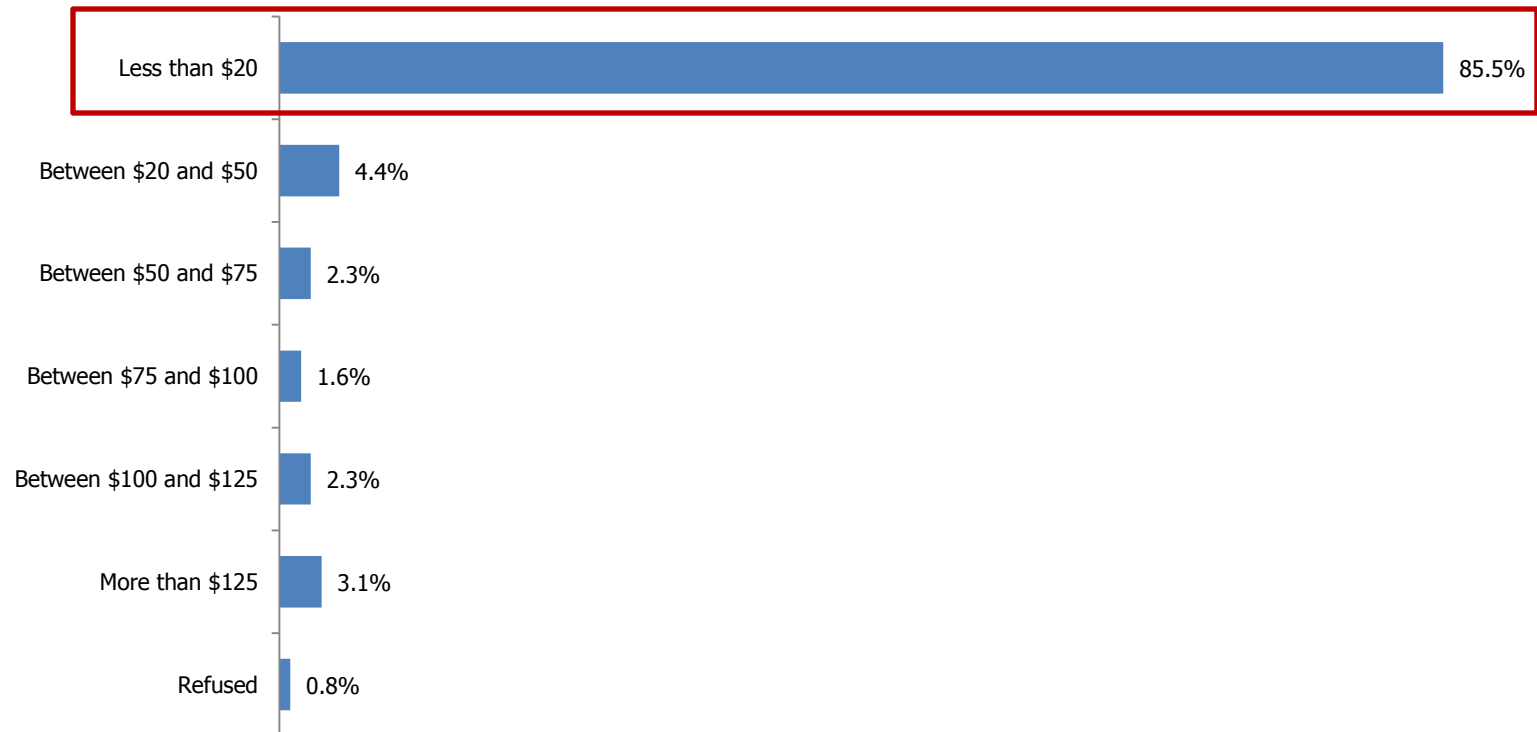 Less than $20 85.5%
Between $20 and $50 4.4%
Between $50 and $75 2.3%
Between $75 and $100 1.6%
Between $100 and $125 2.3%
More than $125 3.1%
Refused 0.8%